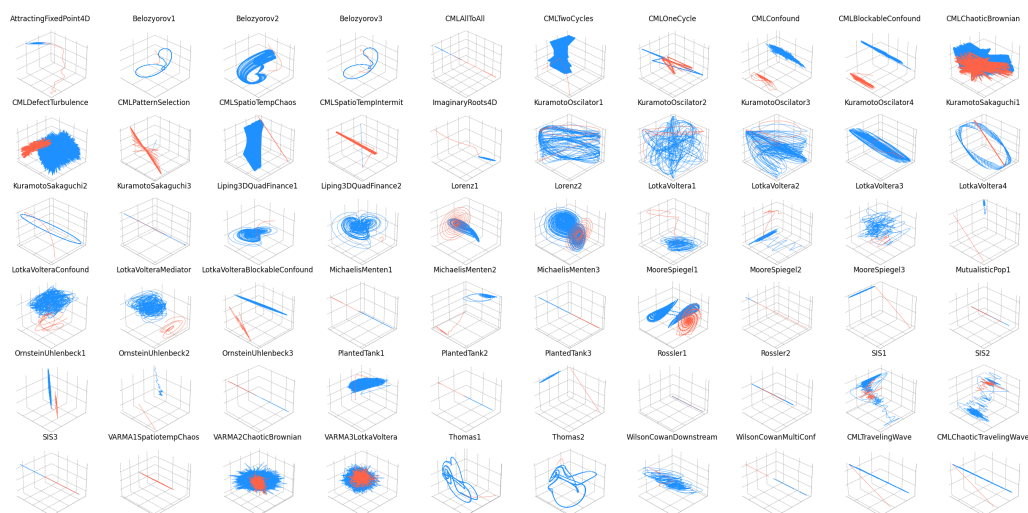 AttractingFixedPoint4D
Belozyorov1
Belozyorov2
Belozyorov3
CMLAllToAll
CMLTwoCycles
CMLOneCycle
CMLConfound
CMLBlockableConfound
CMLChaoticBrownian
CMLDefectTurbulence
CMLPatternSelection
CMLSpatioTempChaos
CMLSpatioTempIntermit
ImaginaryRoots4D
KuramotoOscilator1
KuramotoOscilator2
KuramotoOscilator3
KuramotoOscilator4
KuramotoSakaguchi1
KuramotoSakaguchi2
KuramotoSakaguchi3
Liping3DQuadFinance1
Liping3DQuadFinance2
Lorenz1
Lorenz2
LotkaVoltera1
LotkaVoltera2
LotkaVoltera3
LotkaVoltera4
LotkaVolteraConfound
LotkaVolteraMediator
LotkaVolteraBlockableConfound
MichaelisMenten1
MichaelisMenten2
MichaelisMenten3
MooreSpiegel1
MooreSpiegel2
MooreSpiegel3
MutualisticPop1
OrnsteinUhlenbeck1
OrnsteinUhlenbeck2
OrnsteinUhlenbeck3
PlantedTank1
PlantedTank2
PlantedTank3
Rossler1
Rossler2
SIS1
SIS2
SIS3
VARMA1SpatiotempChaos
VARMA2ChaoticBrownian
VARMA3LotkaVoltera
Thomas1
Thomas2
WilsonCowanDownstream
WilsonCowanMultiConf
CMLTravelingWave
CMLChaoticTravelingWave